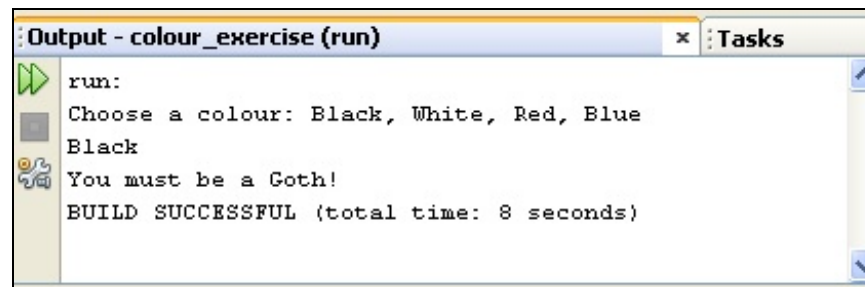 Output - colour_exercise (run) x Tasks
run:
Choose a colour: Black, White, Red, Blue
Black
You must be a Goth!
BUILD SUCCESSFUL (total time: 8 seconds)